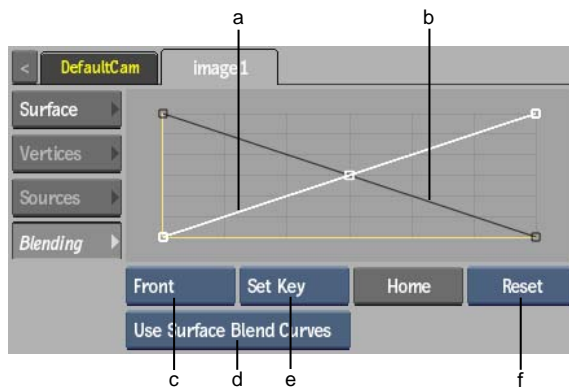 a b
< DefaultCam image1
Surface
Vertices
Sources
Blending
Front Set Key Home Reset
Use Surface Blend Curves
c d e f